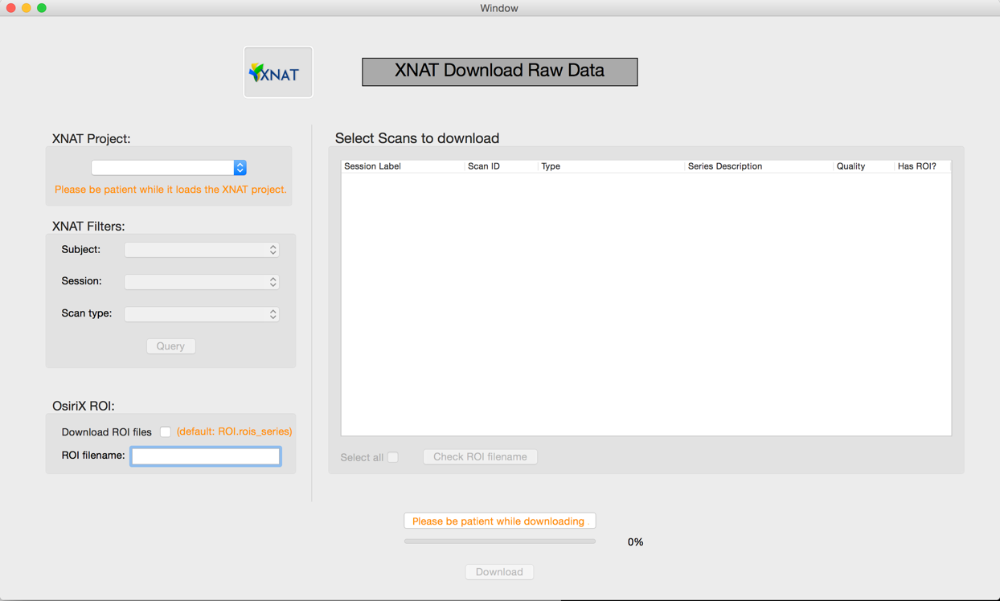 Window
XNAT
XNAT Download Raw Data
XNAT Project:
Please be patient while it loads the XNAT project.
XNAT Filters:
Subject:
Session:
Scan type:
Query
OsiriX ROI:
Download ROI files (default: ROI.rois_series)
ROI filename:
Select Scans to download
Session Label Scan ID Type Series Description Quality Has ROI?
Select all Check ROI filename
Please be patient while downloading .
0%
Download